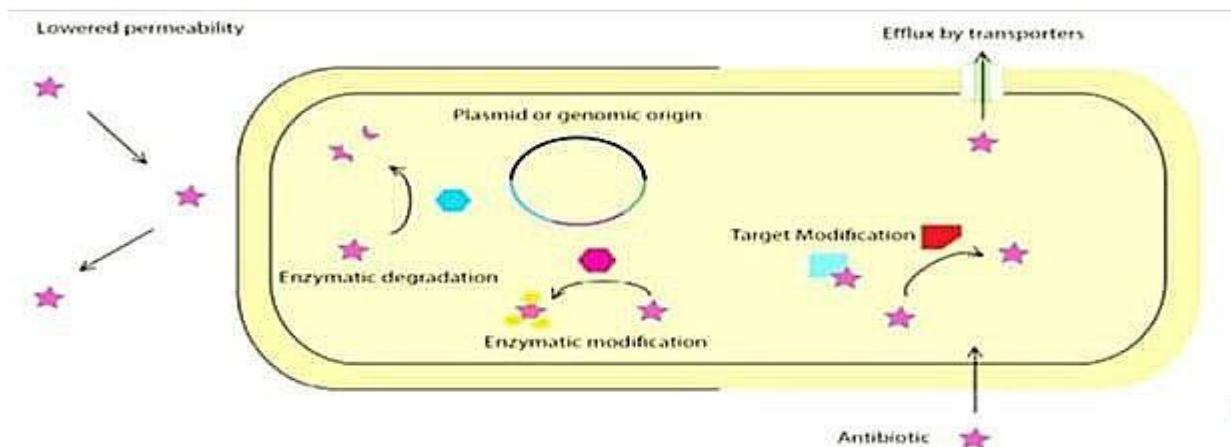 Lowered permeability
Efflux by transporters
Plasmid or genomic origin
Target Modification
Enzymatic degradation
Enzymatic modification
Antibiotic